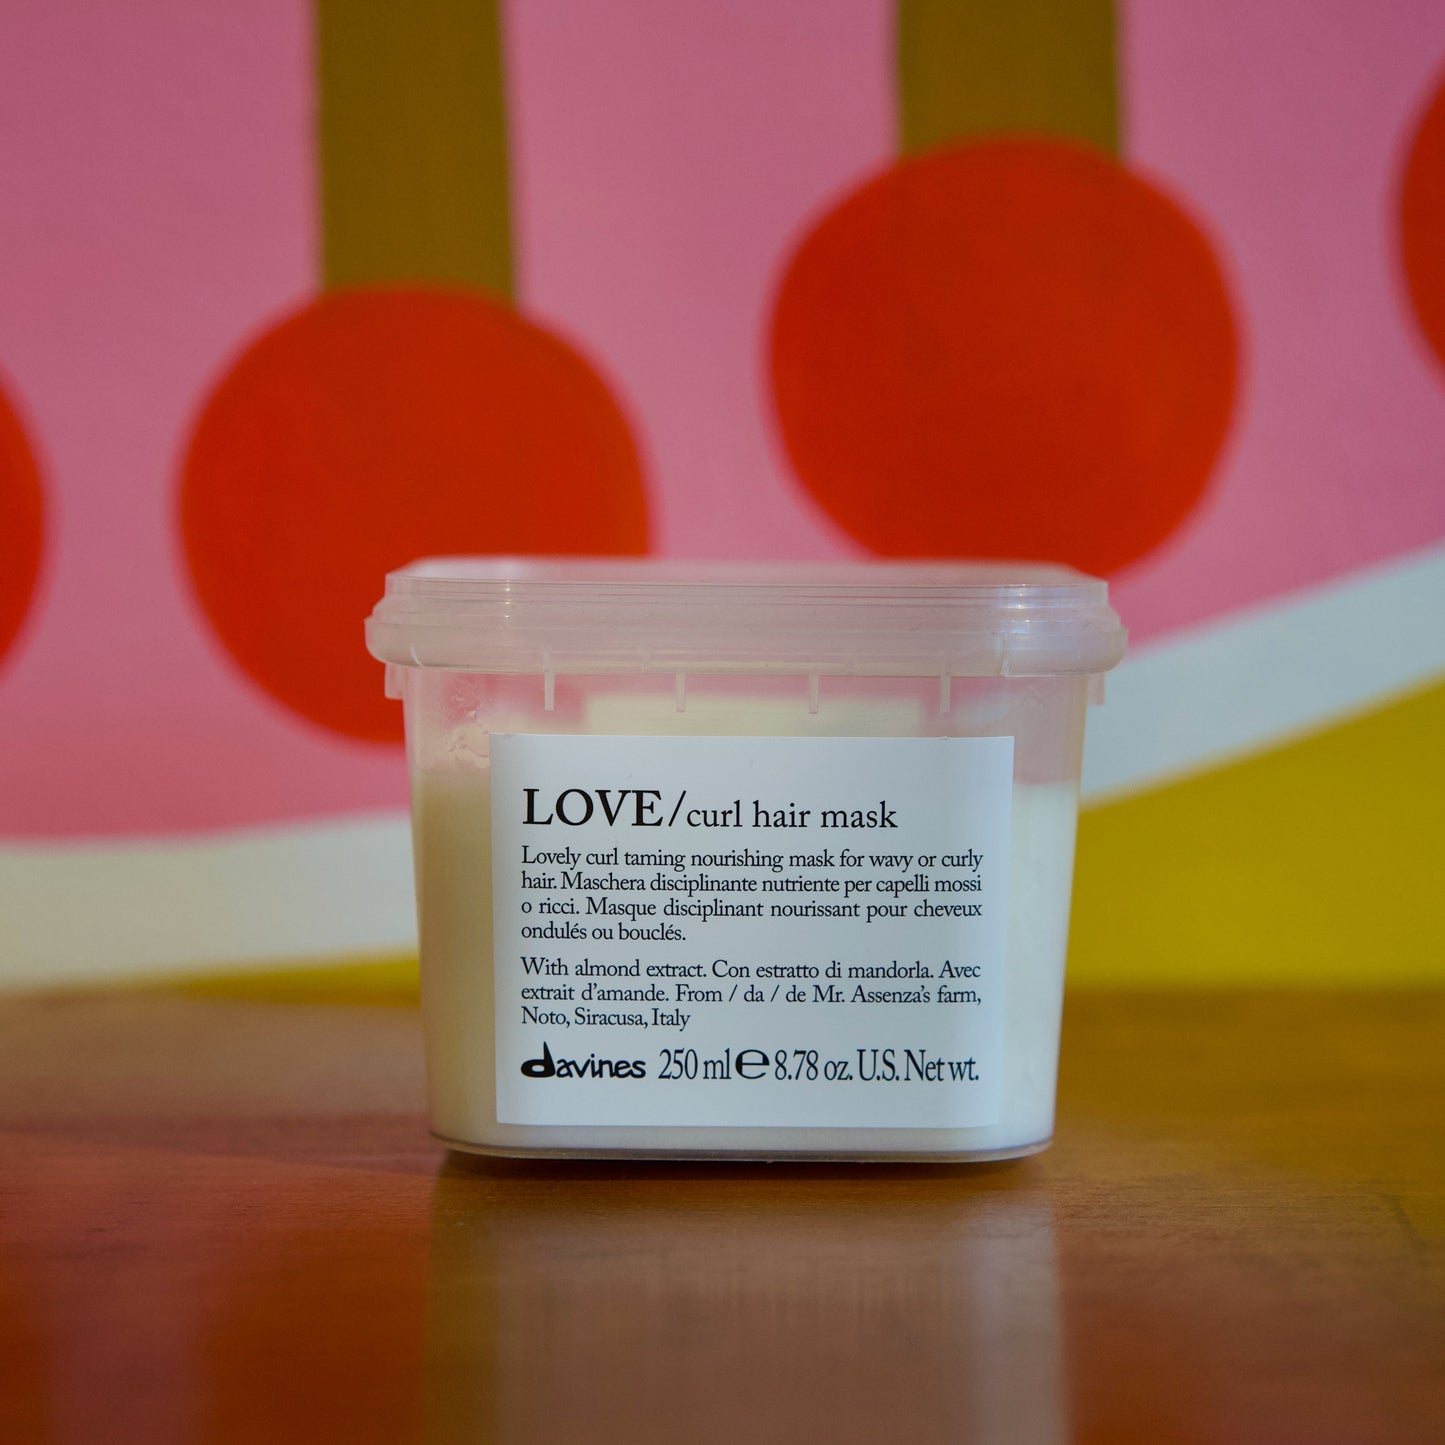 LOVE/curl hair mask
Lovely curl taming nourishing mask for wavy or curly
hair. Maschera disciplinante nutriente per capelli mossi
o ricci. Masque disciplinant nourissant pour cheveux
ondulés ou bouclés.
With almond extract. Con estratto di mandorla. Avec
extrait d'amande. From / da / de Mr. Assenza's farm,
Noto, Siracusa, Italy
davines 250 ml ℮ 8.78 oz. U.S. Net wt.